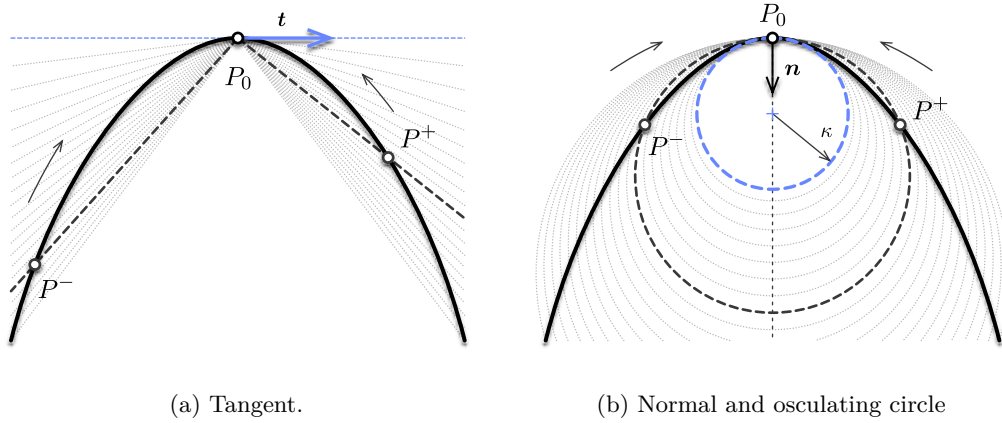 t
P₀
P⁺
P⁻
(a) Tangent.
P₀
n
P⁺
κ
P⁻
(b) Normal and osculating circle